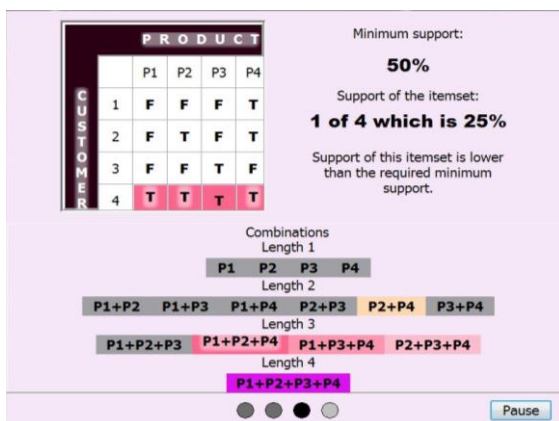 P R O D U C T
P1 P2 P3 P4
CUSTOMER
1 F F F T
2 F T F T
3 F F T F
4 T T T T
Minimum support:
50%
Support of the itemset:
1 of 4 which is 25%
Support of this itemset is lower
than the required minimum
support.
Combinations
Length 1
P1 P2 P3 P4
Length 2
P1+P2 P1+P3 P1+P4 P2+P3 P2+P4 P3+P4
Length 3
P1+P2+P3 P1+P2+P4 P1+P3+P4 P2+P3+P4
Length 4
P1+P2+P3+P4
Pause